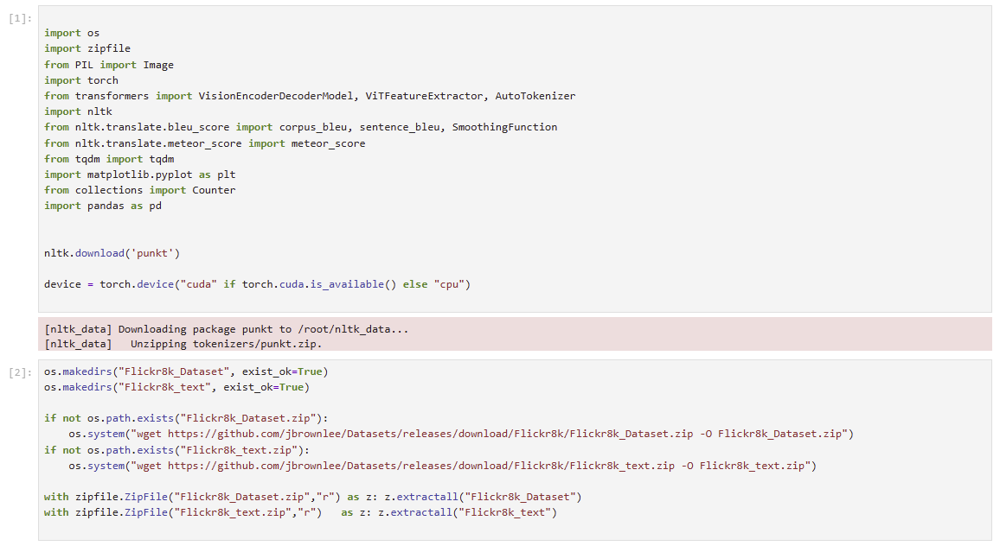 [1]:
import os
import zipfile
from PIL import Image
import torch
from transformers import VisionEncoderDecoderModel, ViTFeatureExtractor, AutoTokenizer
import nltk
from nltk.translate.bleu_score import corpus_bleu, sentence_bleu, SmoothingFunction
from nltk.translate.meteor_score import meteor_score
from tqdm import tqdm
import matplotlib.pyplot as plt
from collections import Counter
import pandas as pd
nltk.download('punkt')
device = torch.device("cuda" if torch.cuda.is_available() else "cpu")
[nltk_data] Downloading package punkt to /root/nltk_data...
[nltk_data]   Unzipping tokenizers/punkt.zip.
[2]:
os.makedirs("Flickr8k_Dataset", exist_ok=True)
os.makedirs("Flickr8k_text", exist_ok=True)
if not os.path.exists("Flickr8k_Dataset.zip"):
    os.system("wget https://github.com/jbrownlee/Datasets/releases/download/Flickr8k/Flickr8k_Dataset.zip -O Flickr8k_Dataset.zip")
if not os.path.exists("Flickr8k_text.zip"):
    os.system("wget https://github.com/jbrownlee/Datasets/releases/download/Flickr8k/Flickr8k_text.zip -O Flickr8k_text.zip")
with zipfile.ZipFile("Flickr8k_Dataset.zip","r") as z: z.extractall("Flickr8k_Dataset")
with zipfile.ZipFile("Flickr8k_text.zip","r")   as z: z.extractall("Flickr8k_text")